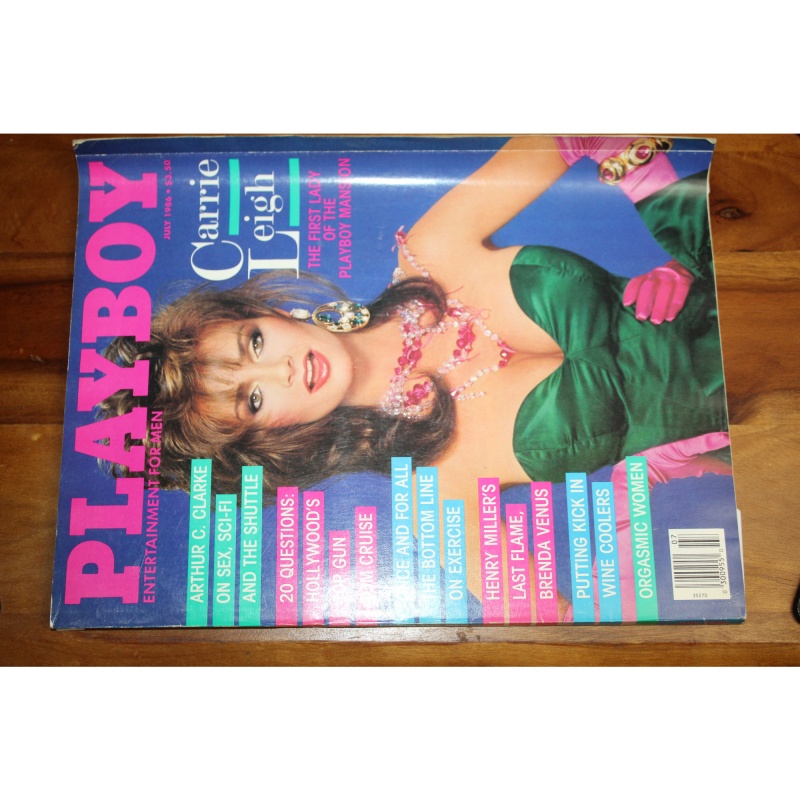 PLAYBOY
ENTERTAINMENT FOR MEN
JULY 1986 • $3.50
Carrie
Leigh
THE FIRST LADY
OF THE
PLAYBOY MANSION
ARTHUR C. CLARKE
ON SEX, SCI-FI
AND THE SHUTTLE
20 QUESTIONS:
HOLLYWOOD'S
TOP GUN
TOM CRUISE
ONCE AND FOR ALL
THE BOTTOM LINE
ON EXERCISE
HENRY MILLER'S
LAST FLAME,
BRENDA VENUS
PUTTING KICK IN
WINE COOLERS
ORGASMIC WOMEN
07